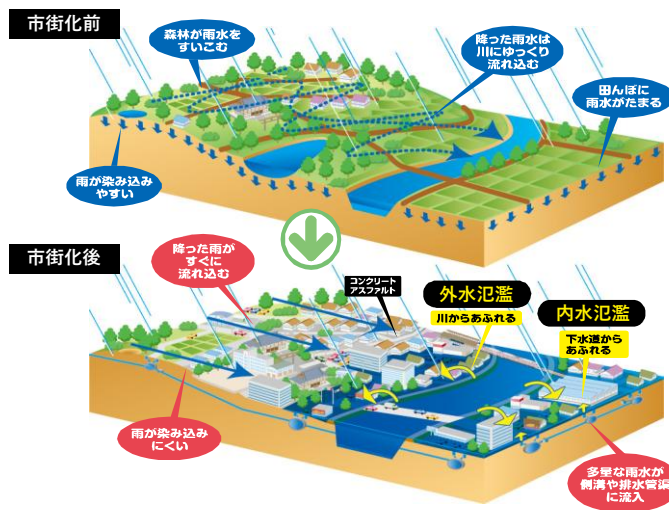 市街化前
森林が雨水を
すいこむ
降った雨水は
川にゆっくり
流れ込む
田んぼに
雨水がたまる
雨が染み込み
やすい
市街化後
降った雨が
すぐに
流れ込む
コンクリート
アスファルト
外水氾濫
川からあふれる
内水氾濫
下水道から
あふれる
雨が染み込み
にくい
多量な雨水が
側溝や排水管渠
に流入